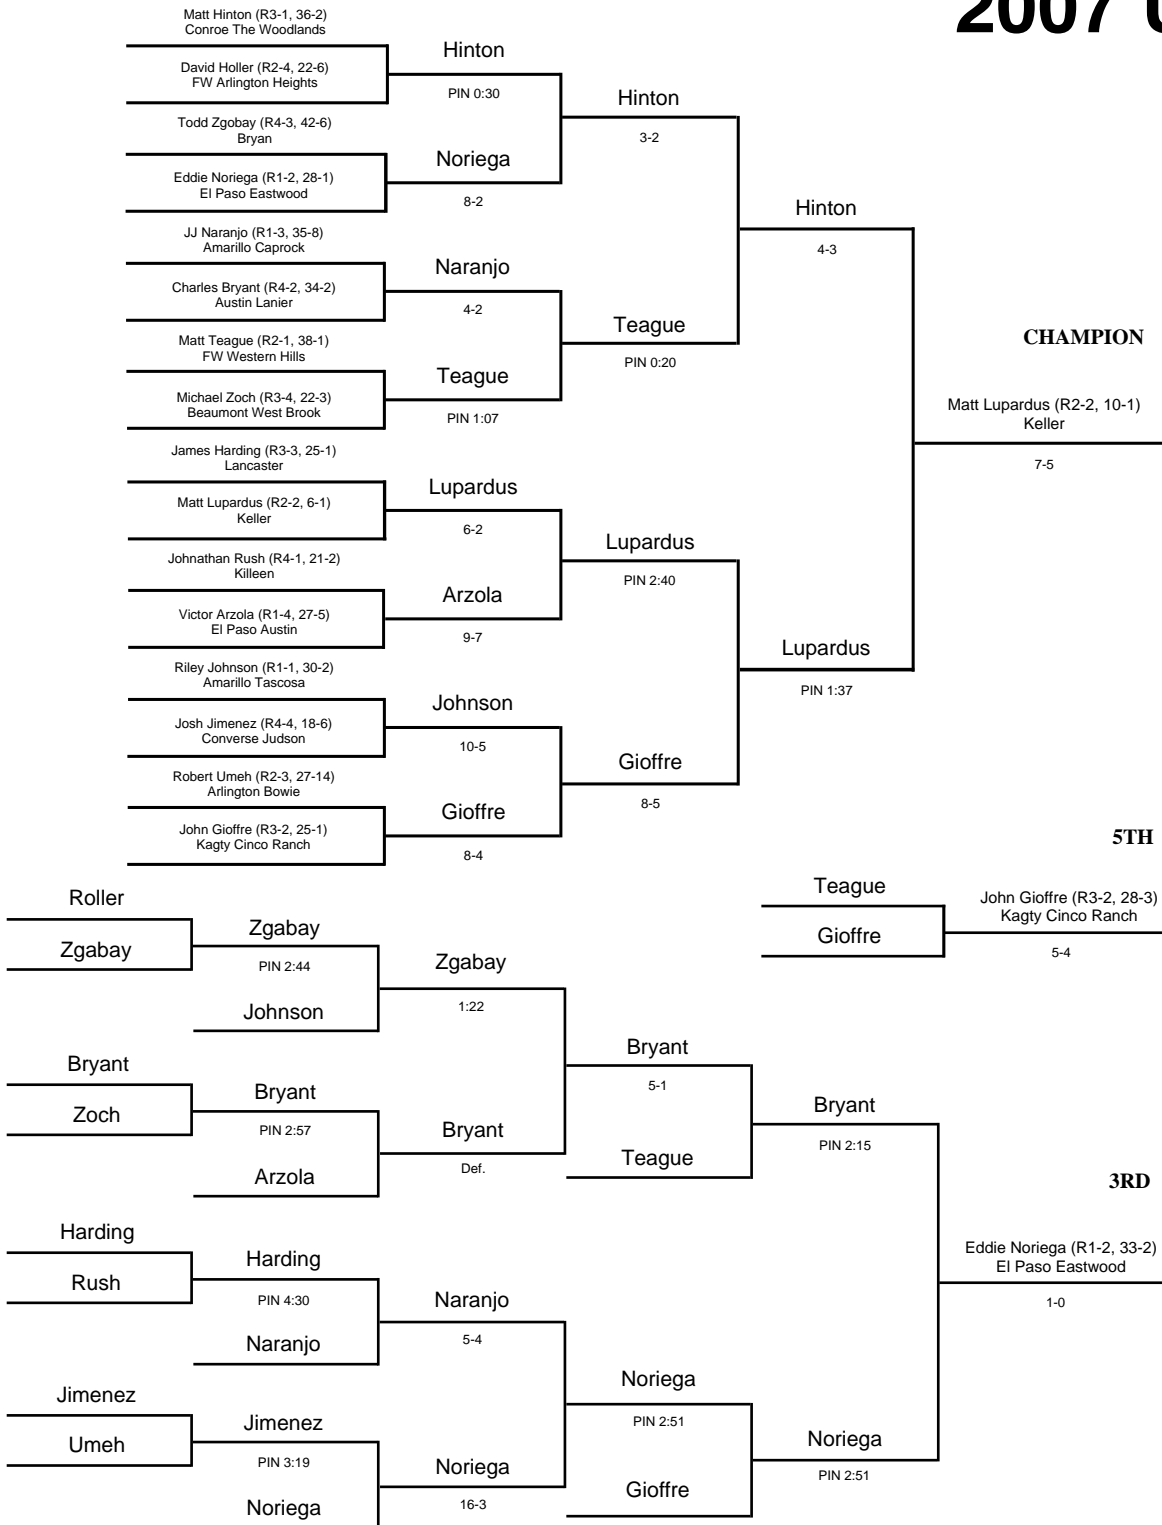 2007 U
Matt Hinton (R3-1, 36-2)
Conroe The Woodlands
David Holler (R2-4, 22-6)
FW Arlington Heights
Hinton
PIN 0:30
Todd Zgobay (R4-3, 42-6)
Bryan
Eddie Noriega (R1-2, 28-1)
El Paso Eastwood
Noriega
8-2
Hinton
3-2
JJ Naranjo (R1-3, 35-8)
Amarillo Caprock
Charles Bryant (R4-2, 34-2)
Austin Lanier
Naranjo
4-2
Matt Teague (R2-1, 38-1)
FW Western Hills
Michael Zoch (R3-4, 22-3)
Beaumont West Brook
Teague
PIN 1:07
Teague
PIN 0:20
Hinton
4-3
James Harding (R3-3, 25-1)
Lancaster
Matt Lupardus (R2-2, 6-1)
Keller
Lupardus
6-2
Johnathan Rush (R4-1, 21-2)
Killeen
Victor Arzola (R1-4, 27-5)
El Paso Austin
Arzola
9-7
Lupardus
PIN 2:40
Riley Johnson (R1-1, 30-2)
Amarillo Tascosa
Josh Jimenez (R4-4, 18-6)
Converse Judson
Johnson
10-5
Robert Umeh (R2-3, 27-14)
Arlington Bowie
John Gioffre (R3-2, 25-1)
Kagty Cinco Ranch
Gioffre
8-4
Gioffre
8-5
Lupardus
PIN 1:37
CHAMPION
Matt Lupardus (R2-2, 10-1)
Keller
7-5
5TH
Teague
Gioffre
John Gioffre (R3-2, 28-3)
Kagty Cinco Ranch
5-4
Roller
Zgabay
Zgabay
PIN 2:44
Johnson
Zgabay
1:22
Bryant
Zoch
Bryant
PIN 2:57
Arzola
Bryant
Def.
Bryant
5-1
Teague
Bryant
PIN 2:15
Harding
Rush
Harding
PIN 4:30
Naranjo
Naranjo
5-4
Jimenez
Umeh
Jimenez
PIN 3:19
Noriega
Noriega
16-3
Noriega
PIN 2:51
Gioffre
Noriega
PIN 2:51
3RD
Eddie Noriega (R1-2, 33-2)
El Paso Eastwood
1-0